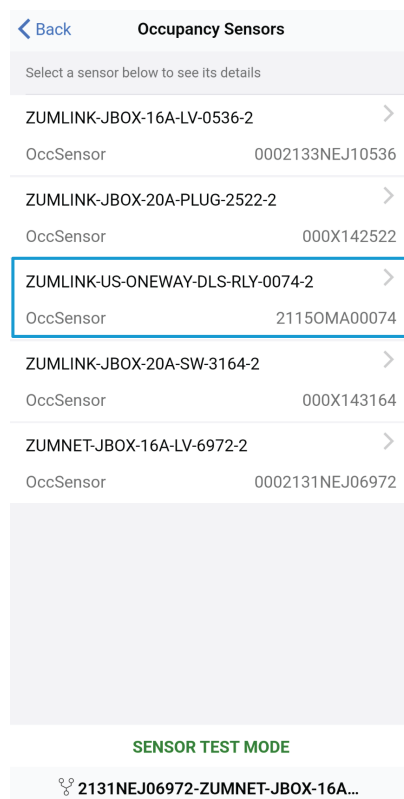 Back Occupancy Sensors
Select a sensor below to see its details
ZUMLINK-JBOX-16A-LV-0536-2
OccSensor 0002133NEJ10536
ZUMLINK-JBOX-20A-PLUG-2522-2
OccSensor 000X142522
ZUMLINK-US-ONEWAY-DLS-RLY-0074-2
OccSensor 2115OMA00074
ZUMLINK-JBOX-20A-SW-3164-2
OccSensor 000X143164
ZUMNET-JBOX-16A-LV-6972-2
OccSensor 0002131NEJ06972
SENSOR TEST MODE
2131NEJ06972-ZUMNET-JBOX-16A...